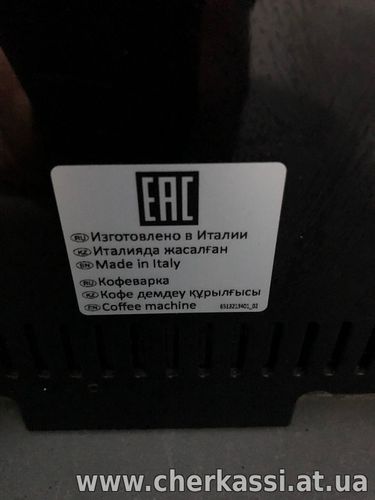 EAC
RU Изготовлено в Италии
KZ Италияда жасалған
EN Made in Italy
RU Кофеварка
KZ Кофе демдеу құрылғысы
EN Coffee machine 6513213401_02
www.cherkassi.at.ua